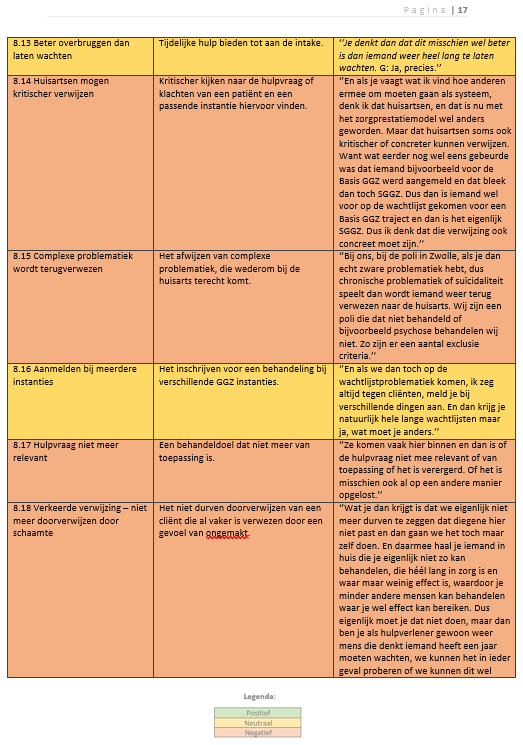 Pagina | 17
8.13 Beter overbruggen dan
laten wachten
Tijdelijke hulp bieden tot aan de intake.
‘’Je denkt dan dat dit misschien wel beter
is dan iemand weer heel lang te laten
wachten. G: Ja, precies.’’
8.14 Huisartsen mogen
kritischer verwijzen
Kritischer kijken naar de hulpvraag of
klachten van een patiënt en een
passende instantie hiervoor vinden.
‘’En als je vaagt wat ik vind hoe anderen
ermee om moeten gaan als systeem,
denk ik dat huisartsen, en dat is nu met
het zorgprestatiemodel wel anders
geworden. Maar dat huisartsen soms ook
kritischer of concreter kunnen verwijzen.
Want wat eerder nog wel eens gebeurde
was dat iemand bijvoorbeeld voor de
Basis GGZ werd aangemeld en dat bleek
dan toch SGGZ. Dus dan is iemand wel
voor op de wachtlijst gekomen voor een
Basis GGZ traject en dan is het eigenlijk
SGGZ. Dus ik denk dat die verwijzing ook
concreet moet zijn.’’
8.15 Complexe problematiek
wordt terugverwezen
Het afwijzen van complexe
problematiek, die wederom bij de
huisarts terecht komt.
‘’Bij ons, bij de poli in Zwolle, als je dan
echt zware problematiek hebt, dus
chronische problematiek of suïcidaliteit
speelt dan wordt iemand weer terug
verwezen naar de huisarts. Wij zijn een
poli die dat niet behandeld of
bijvoorbeeld psychose behandelen wij
niet. Zo zijn er een aantal exclusie
criteria.’’
8.16 Aanmelden bij meerdere
instanties
Het inschrijven voor een behandeling bij
verschillende GGZ instanties.
‘’En als we dan toch op de
wachtlijstproblematiek komen, ik zeg
altijd tegen cliënten, meld je bij
verschillende dingen aan. En dan krijg je
natuurlijk hele lange wachtlijsten maar
ja, wat moet je anders.’’
8.17 Hulpvraag niet meer
relevant
Een behandeldoel dat niet meer van
toepassing is.
‘’Ze komen vaak hier binnen en dan is of
de hulpvraag niet mee relevant of van
toepassing of het is verergerd. Of het is
misschien ook al op een andere manier
opgelost.’’
8.18 Verkeerde verwijzing – niet
meer doorverwijzen door
schaamte
Het niet durven doorverwijzen van een
cliënt die al vaker is verwezen door een
gevoel van ongemakt.
‘’Wat je dan krijgt is dat we eigenlijk niet
meer durven te zeggen dat diegene hier
niet past en dan gaan we het toch maar
zelf doen. En daarmee haal je iemand in
huis die je eigenlijk niet zo kan
behandelen, die héél lang in zorg is en
waar maar weinig effect is, waardoor je
minder andere mensen kan behandelen
waar je wel effect kan bereiken. Dus
eigenlijk moet je dat niet doen, maar dan
ben je als hulpverlener gewoon weer
mens die denkt iemand heeft een jaar
moeten wachten, we kunnen het in ieder
geval proberen of we kunnen dit wel
Legenda:
Positief
Neutraal
Negatief